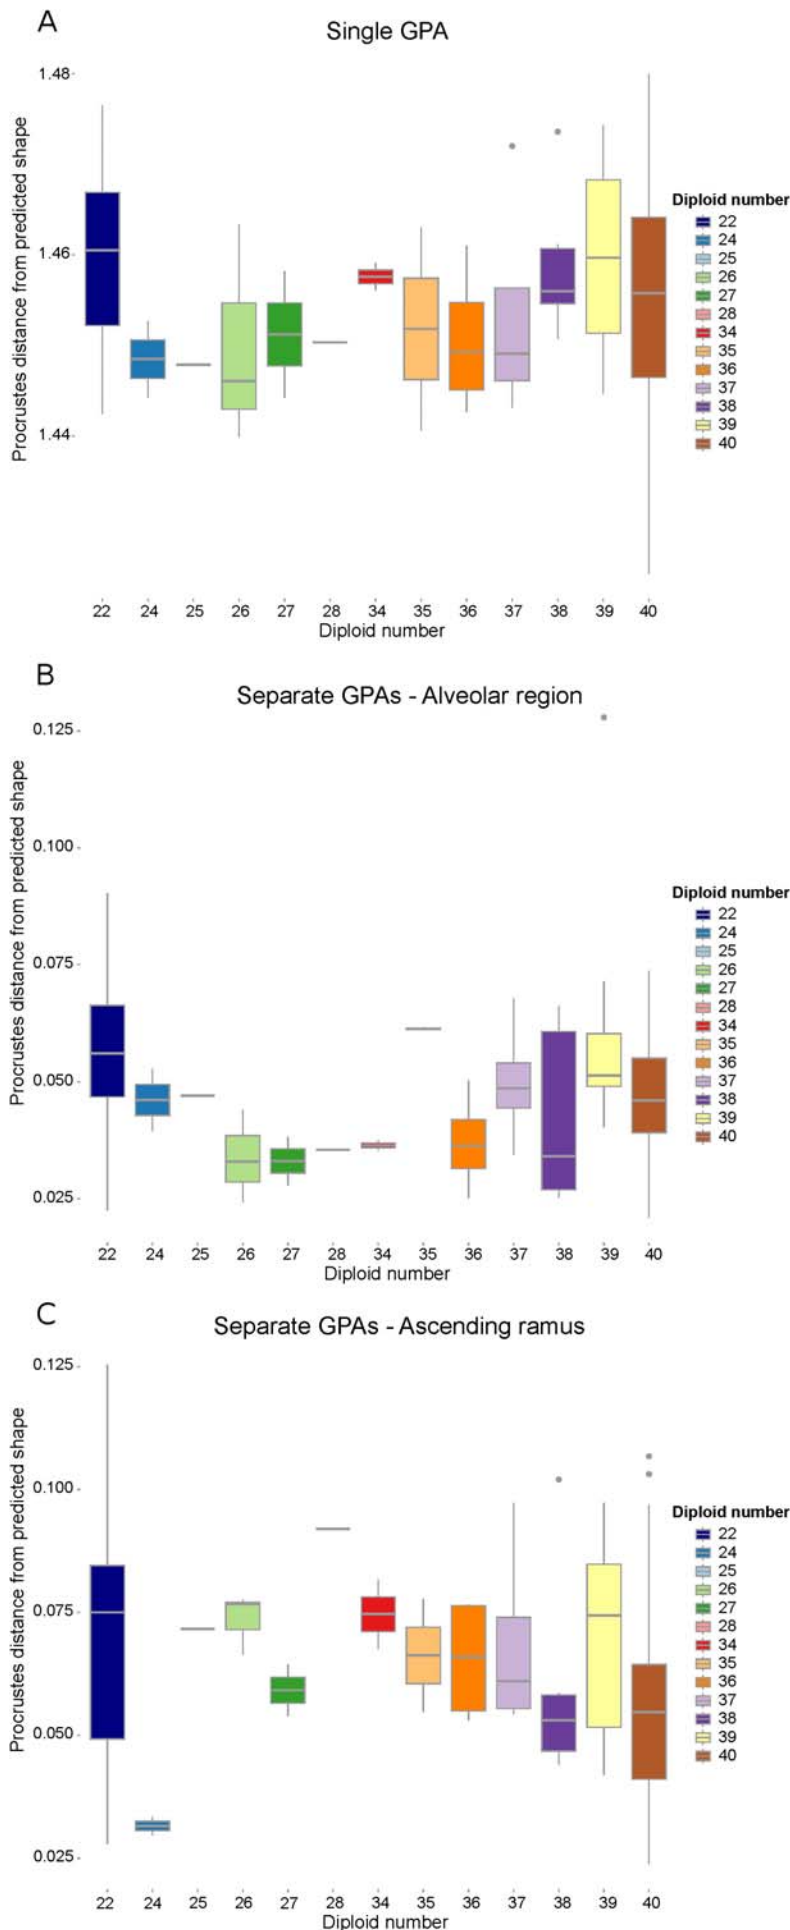 A
Single GPA
Procrustes distance from predicted shape
1.48
1.46
1.44
22 24 25 26 27 28 34 35 36 37 38 39 40
Diploid number
Diploid number
22
24
25
26
27
28
34
35
36
37
38
39
40
B
Separate GPAs - Alveolar region
Procrustes distance from predicted shape
0.125
0.100
0.075
0.050
0.025
22 24 25 26 27 28 34 35 36 37 38 39 40
Diploid number
Diploid number
22
24
25
26
27
28
34
35
36
37
38
39
40
C
Separate GPAs - Ascending ramus
Procrustes distance from predicted shape
0.125
0.100
0.075
0.050
0.025
22 24 25 26 27 28 34 35 36 37 38 39 40
Diploid number
Diploid number
22
24
25
26
27
28
34
35
36
37
38
39
40